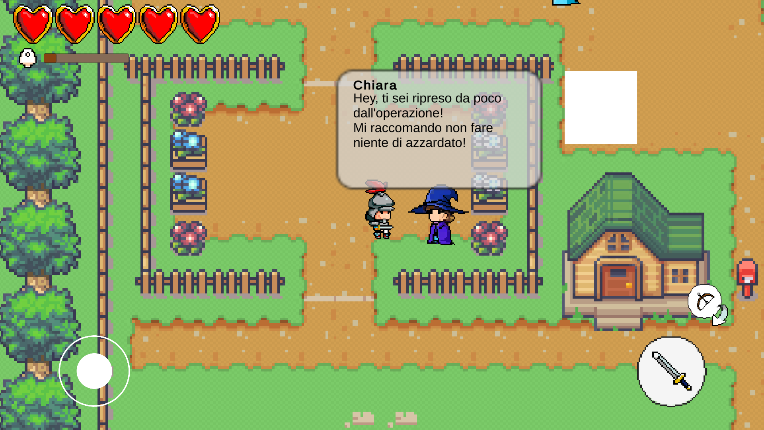 Chiara
Hey, ti sei ripreso da poco
dall'operazione!
Mi raccomando non fare
niente di azzardato!